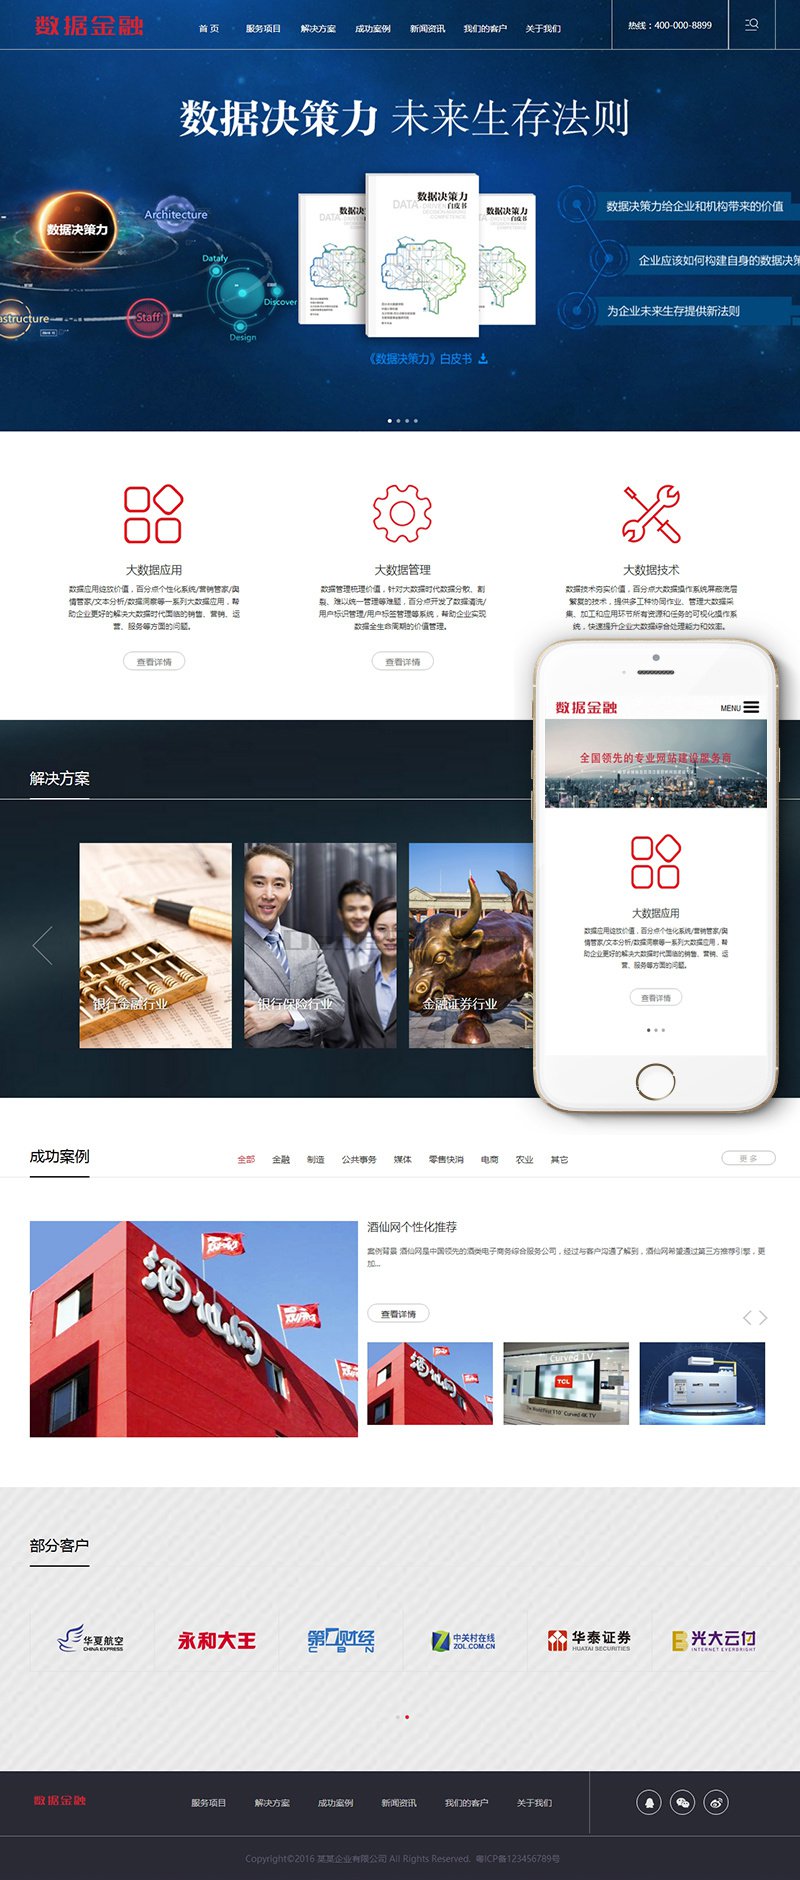 数据金融
首 页 服务项目 解决方案 成功案例 新闻资讯 我们的客户 关于我们
热线：400-000-8899
数据决策力 未来生存法则
数据决策力
Architecture
Datafy
Discover
astructure
Staff
Design
数据决策力
白皮书
DATA
数据决策力
白皮书
DATA-DRIVEN
DECISION-MAKING
COMPETENCE
数据决策力
白皮书
《数据决策力》白皮书
数据决策力给企业和机构带来的价值
企业应该如何构建自身的数据决策
为企业未来生存提供新法则
大数据应用
数据应用绽放价值，百分点个性化系统/营销管家/舆
情管家/文本分析/数据洞察等一系列大数据应用，帮
助企业更好的解决大数据时代面临的销售、营销、运
营、服务等方面的问题。
查看详情
大数据管理
数据管理梳理价值，针对大数据时代数据分散、割
裂、难以统一管理等难题，百分点开发了数据清洗/
用户标识管理/用户标签管理等系统，帮助企业实现
数据全生命周期的价值管理。
查看详情
大数据技术
数据技术夯实价值，百分点大数据操作系统屏蔽底层
繁复的技术，提供多工种协同作业、管理大数据采
集、加工和应用环节所有资源和任务的可视化操作系
统，快速提升企业大数据综合处理能力和效率。
数据金融
MENU
全国领先的专业网站建设服务商
大数据应用
数据应用绽放价值，百分点个性化系统/营销管家/舆
情管家/文本分析/数据洞察等一系列大数据应用，帮
助企业更好的解决大数据时代面临的销售、营销、运
营、服务等方面的问题。
查看详情
解决方案
银行金融行业
银行保险行业
金融证券行业
成功案例
全部 金融 制造 公共事务 媒体 零售快消 电商 农业 其它
更 多
酒仙网
酒仙网个性化推荐
案例背景 酒仙网是中国领先的酒类电子商务综合服务公司，经过与客户沟通了解到，酒仙网希望通过第三方推荐引擎，更
加...
查看详情
酒仙网
Curved TV
TCL
部分客户
华夏航空
CHINA EXPRESS
永和大王
第一财经
CBN
中关村在线
ZOL.COM.CN
华泰证券
HUATAI SECURITIES
光大云付
INTERNET EVERBRIGHT
数据金融
服务项目 解决方案 成功案例 新闻资讯 我们的客户 关于我们
Copyright©2016 某某企业有限公司 All Rights Reserved. 粤ICP备123456789号